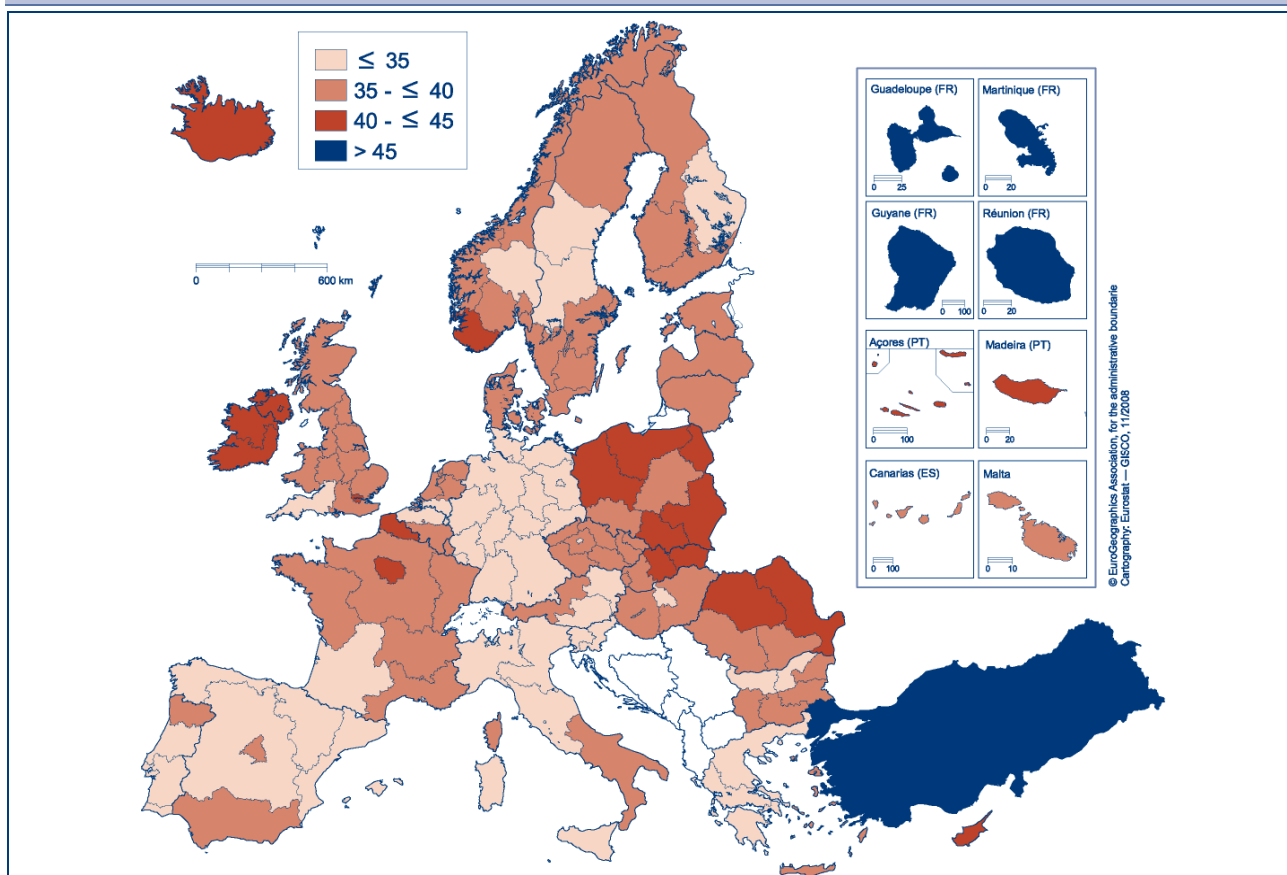 ≤ 35
35 - ≤ 40
40 - ≤ 45
> 45
s
0 600 km
Guadeloupe (FR)
0 25
Martinique (FR)
0 20
Guyane (FR)
0 100
Réunion (FR)
0 20
Açores (PT)
0 100
Madeira (PT)
0 20
Canarias (ES)
0 100
Malta
0 10
© EuroGeographics Association, for the administrative boundarie
Cartography: Eurostat — GISCO, 11/2008